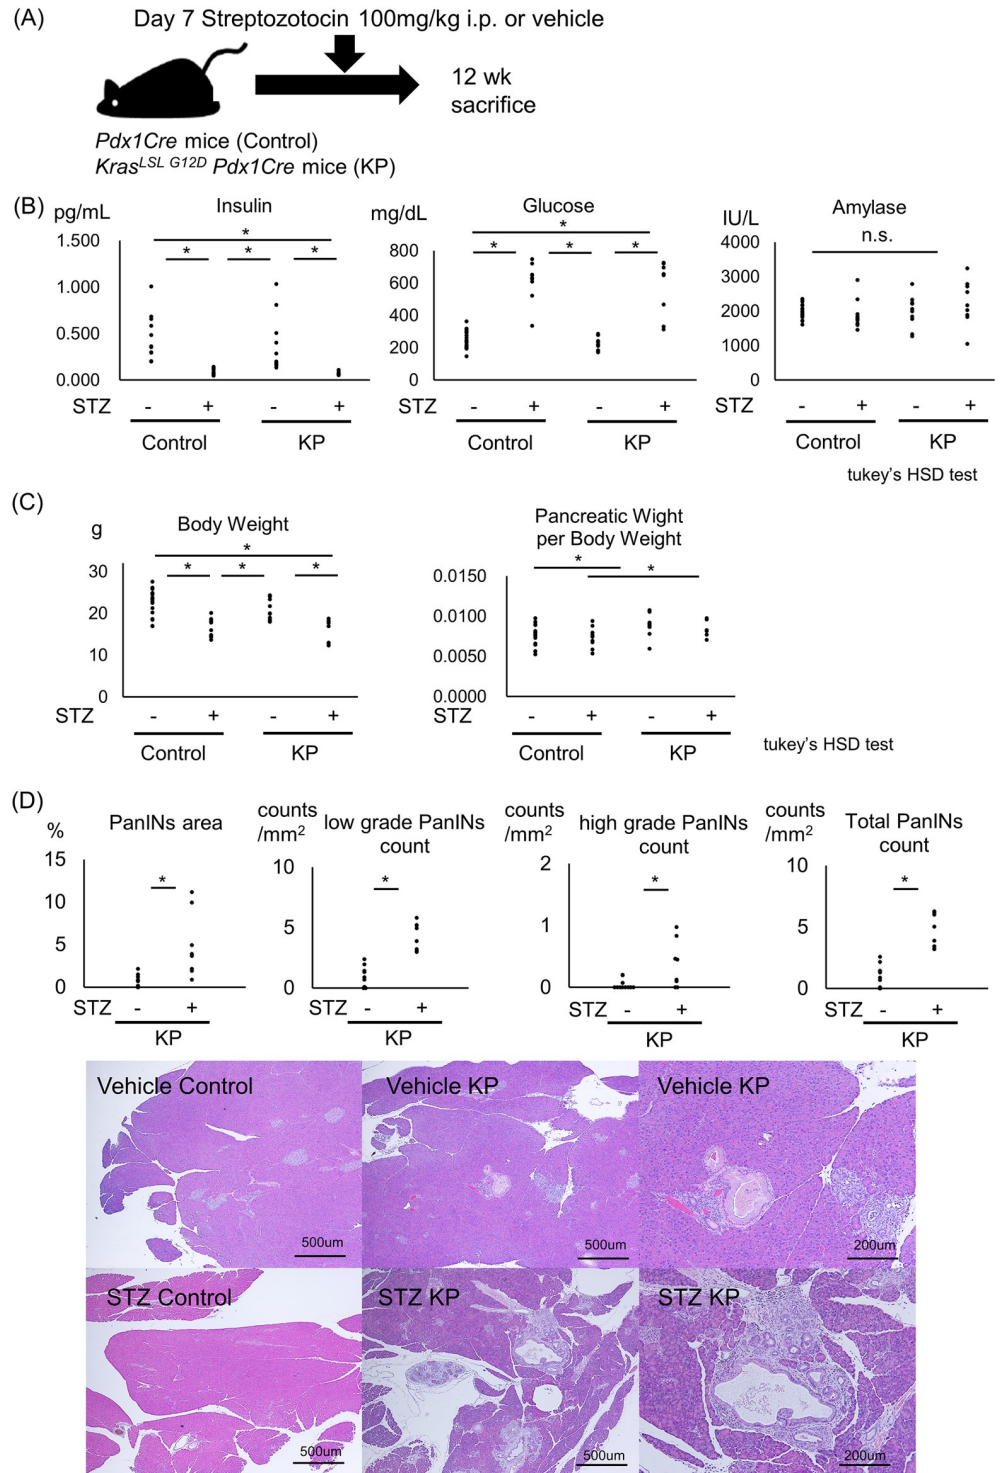 (A)
Day 7 Streptozotocin 100mg/kg i.p. or vehicle
12 wk
sacrifice
Pdx1Cre mice (Control)
Kras^LSL G12D Pdx1Cre mice (KP)
(B)
pg/mL
Insulin
*
* * *
1.500
1.000
0.500
0.000
STZ - + - +
Control KP
mg/dL
Glucose
*
* * *
800
600
400
200
0
STZ - + - +
Control KP
IU/L
Amylase
n.s.
4000
3000
2000
1000
0
STZ - + - +
Control KP
tukey's HSD test
(C)
g
Body Weight
*
* * *
30
20
10
0
STZ - + - +
Control KP
Pancreatic Wight
per Body Weight
*
*
0.0150
0.0100
0.0050
0.0000
STZ - + - +
Control KP
tukey's HSD test
(D)
%
PanINs area
*
15
10
5
0
STZ - +
KP
counts
/mm2
low grade PanINs
count
*
10
5
0
STZ - +
KP
counts
/mm2
high grade PanINs
count
*
2
1
0
STZ - +
KP
counts
/mm2
Total PanINs
count
*
10
5
0
STZ - +
KP
Vehicle Control
500um
Vehicle KP
500um
Vehicle KP
200um
STZ Control
500um
STZ KP
500um
STZ KP
200um